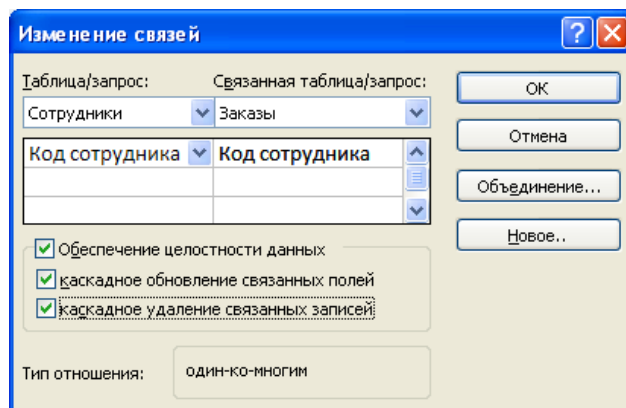 Изменение связей
Таблица/запрос: Связанная таблица/запрос:
Сотрудники Заказы
Код сотрудника Код сотрудника
Обеспечение целостности данных
каскадное обновление связанных полей
каскадное удаление связанных записей
Тип отношения: один-ко-многим
ОК
Отмена
Объединение...
Новое..